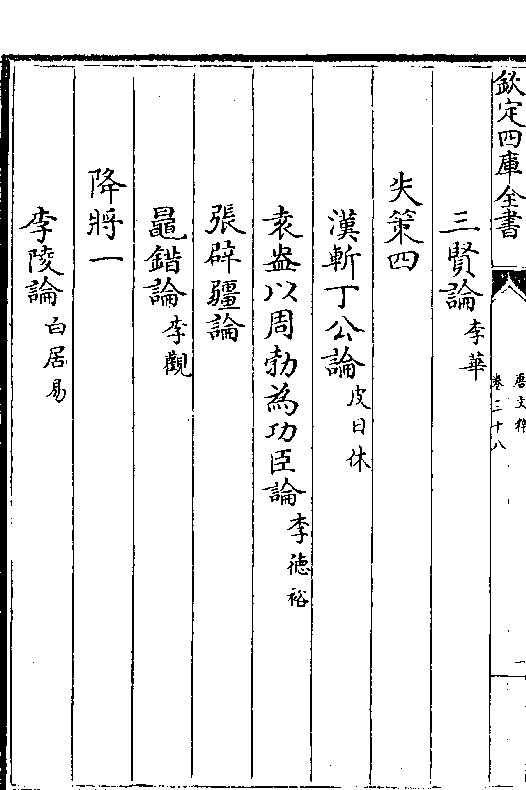 欽定四庫全書
唐文粹
卷三十八
三賢論李華
失策四
漢斬丁公論皮日休
袁盎以周勃為功臣論李德裕
張辟疆論
鼂錯論李觀
降將一
李陵論白居易